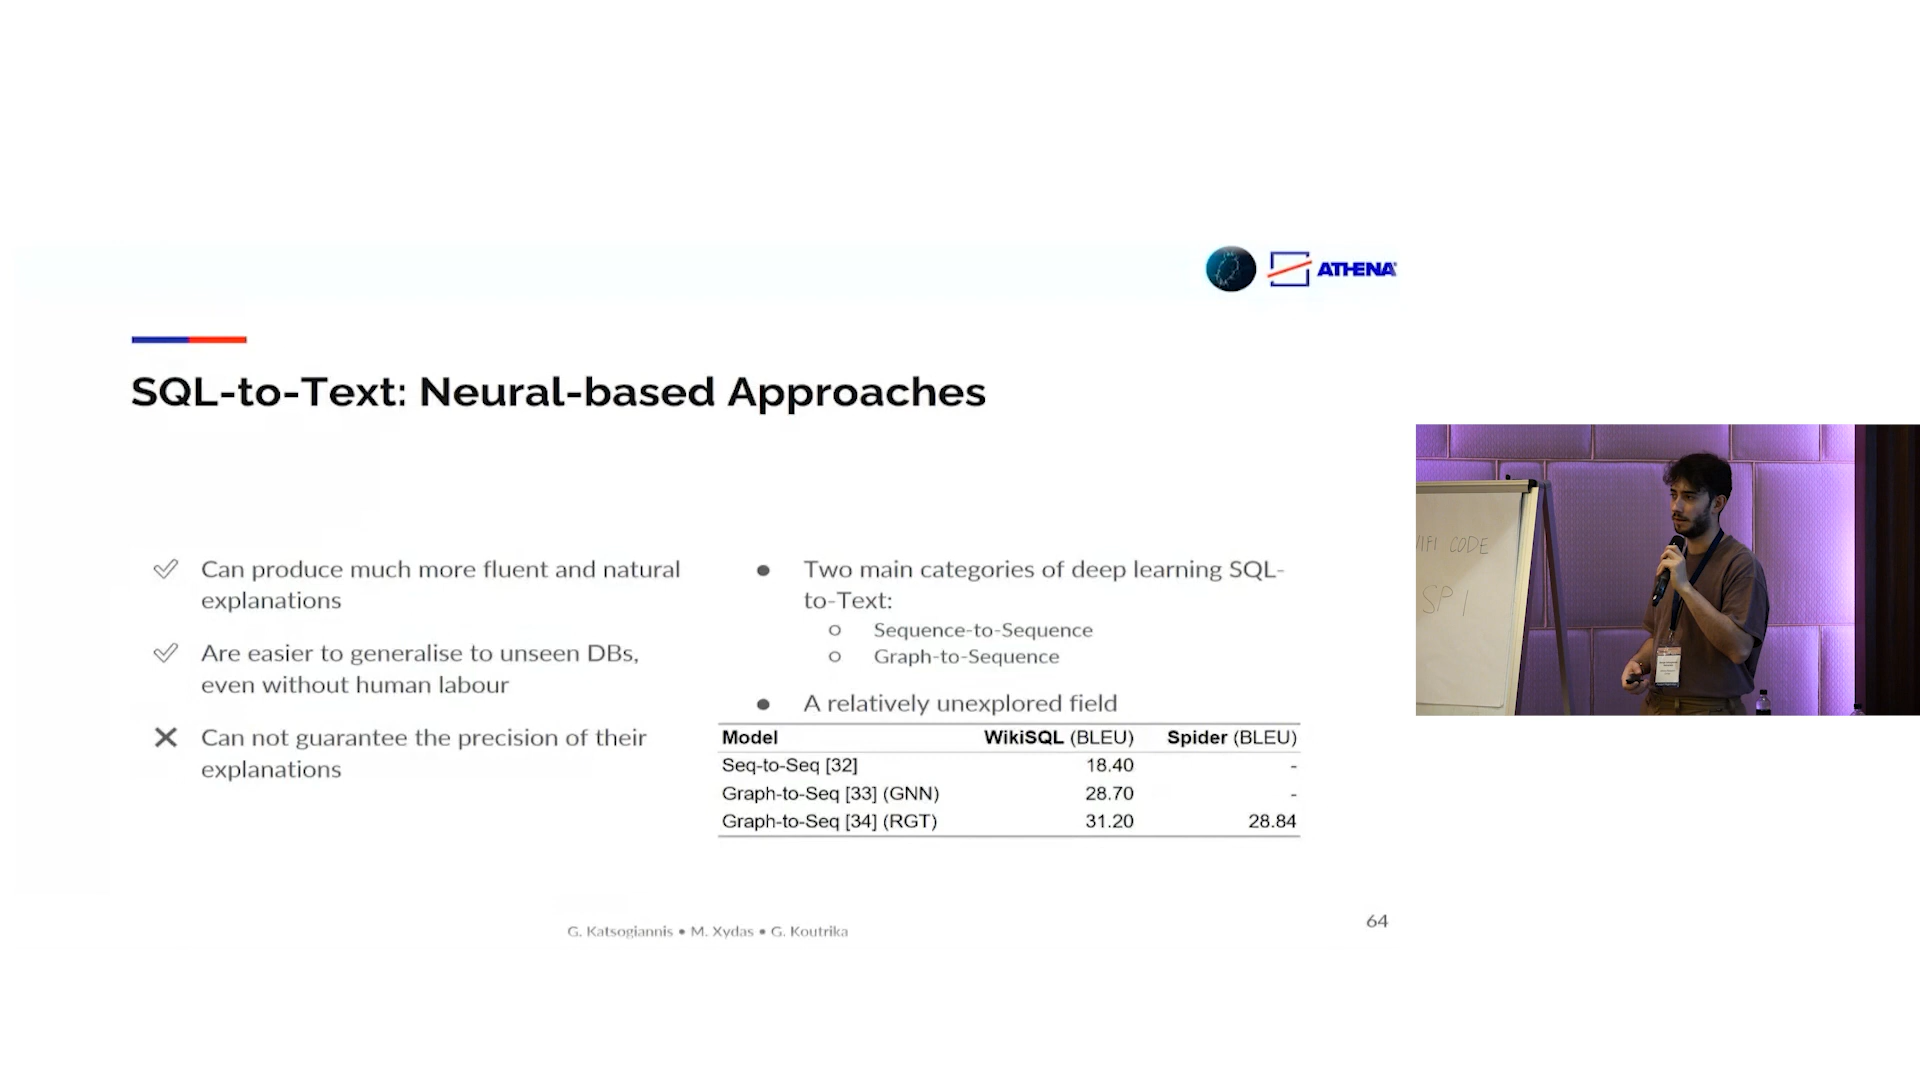 ATHENA
SQL-to-Text: Neural-based Approaches
Can produce much more fluent and natural
explanations
Are easier to generalise to unseen DBs,
even without human labour
Can not guarantee the precision of their
explanations
Two main categories of deep learning SQL-
to-Text:
Sequence-to-Sequence
Graph-to-Sequence
A relatively unexplored field
Model WikiSQL (BLEU) Spider (BLEU)
Seq-to-Seq [32] 18.40 -
Graph-to-Seq [33] (GNN) 28.70 -
Graph-to-Seq [34] (RGT) 31.20 28.84
G. Katsogiannis • M. Xydas • G. Koutrika
64
CODE